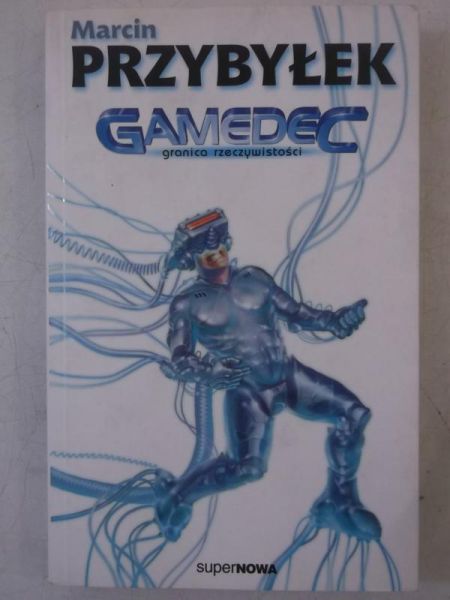 Marcin
PRZYBYŁEK
GAMEDEC
granica rzeczywistości
superNOWA